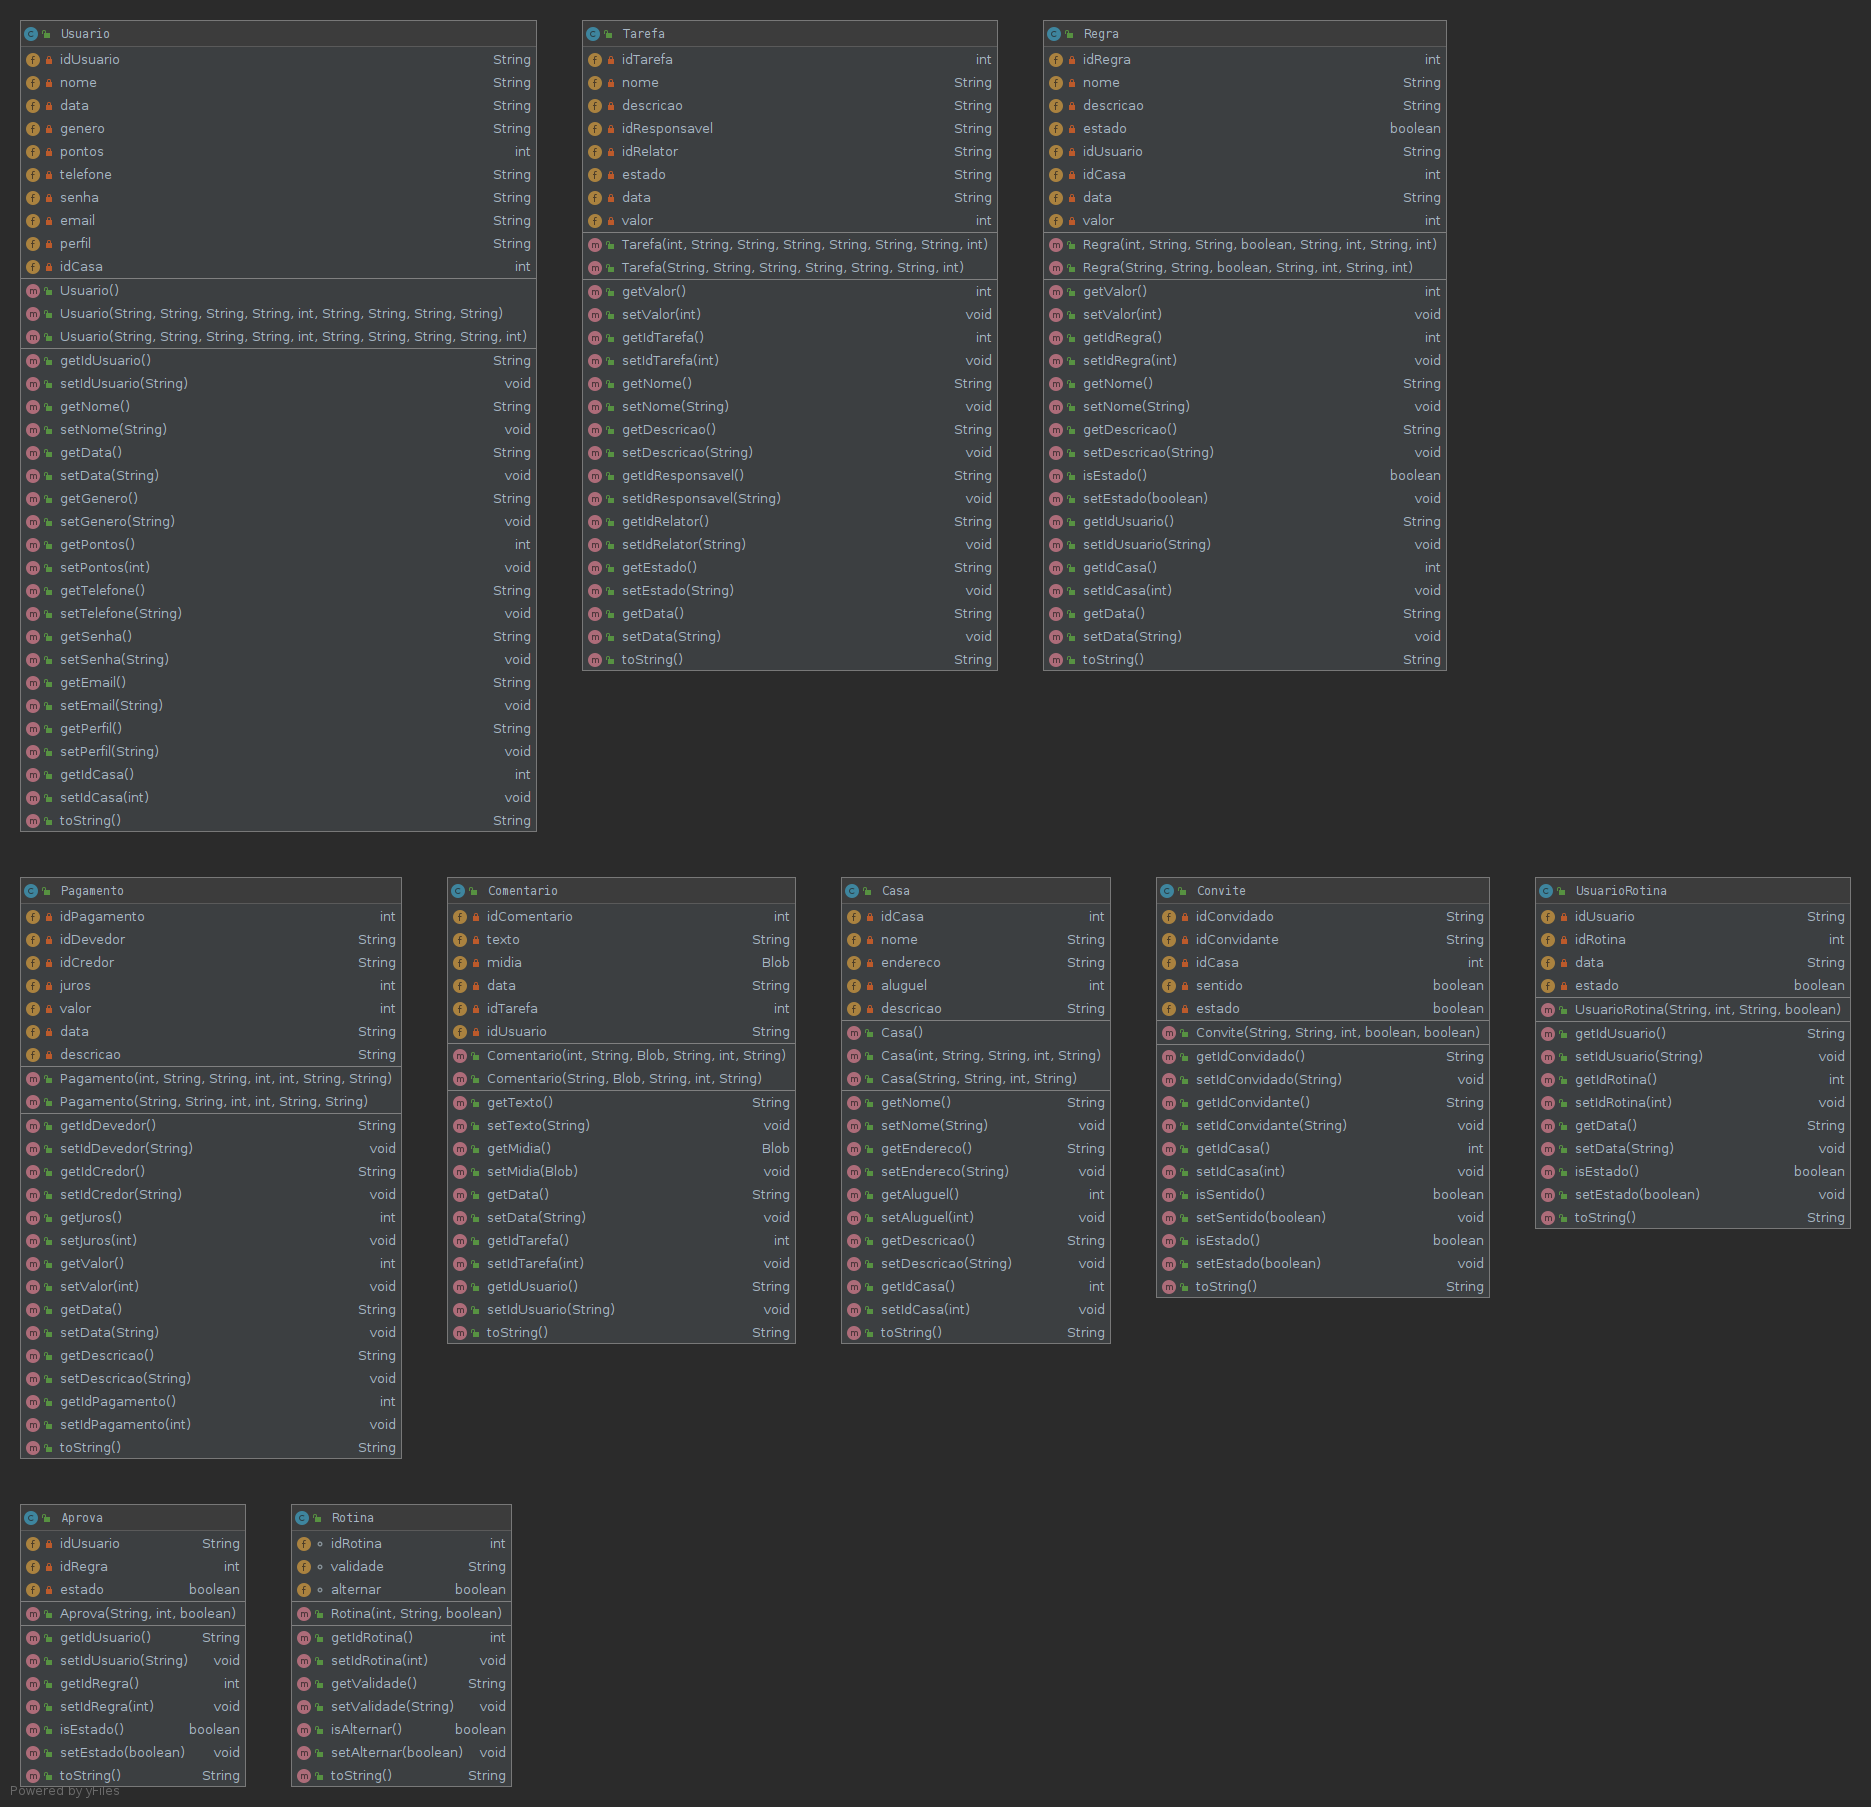 Usuario
idUsuario String
nome String
data String
genero String
pontos int
telefone String
senha String
email String
perfil String
idCasa int
Usuario()
Usuario(String, String, String, String, int, String, String, String, String)
Usuario(String, String, String, String, int, String, String, String, String, int)
getIdUsuario() String
setIdUsuario(String) void
getNome() String
setNome(String) void
getData() String
setData(String) void
getGenero() String
setGenero(String) void
getPontos() int
setPontos(int) void
getTelefone() String
setTelefone(String) void
getSenha() String
setSenha(String) void
getEmail() String
setEmail(String) void
getPerfil() String
setPerfil(String) void
getIdCasa() int
setIdCasa(int) void
toString() String
Tarefa
idTarefa int
nome String
descricao String
idResponsavel String
idRelator String
estado String
data String
valor int
Tarefa(int, String, String, String, String, String, String, int)
Tarefa(String, String, String, String, String, String, int)
getValor() int
setValor(int) void
getIdTarefa() int
setIdTarefa(int) void
getNome() String
setNome(String) void
getDescricao() String
setDescricao(String) void
getIdResponsavel() String
setIdResponsavel(String) void
getIdRelator() String
setIdRelator(String) void
getEstado() String
setEstado(String) void
getData() String
setData(String) void
toString() String
Regra
idRegra int
nome String
descricao String
estado boolean
idUsuario String
idCasa int
data String
valor int
Regra(int, String, String, boolean, String, int, String, int)
Regra(String, String, boolean, String, int, String, int)
getValor() int
setValor(int) void
getIdRegra() int
setIdRegra(int) void
getNome() String
setNome(String) void
getDescricao() String
setDescricao(String) void
isEstado() boolean
setEstado(boolean) void
getIdUsuario() String
setIdUsuario(String) void
getIdCasa() int
setIdCasa(int) void
getData() String
setData(String) void
toString() String
Pagamento
idPagamento int
idDevedor String
idCredor String
juros int
valor int
data String
descricao String
Pagamento(int, String, String, int, int, String, String)
Pagamento(String, String, int, int, String, String)
getIdDevedor() String
setIdDevedor(String) void
getIdCredor() String
setIdCredor(String) void
getJuros() int
setJuros(int) void
getValor() int
setValor(int) void
getData() String
setData(String) void
getDescricao() String
setDescricao(String) void
getIdPagamento() int
setIdPagamento(int) void
toString() String
Comentario
idComentario int
texto String
midia Blob
data String
idTarefa int
idUsuario String
Comentario(int, String, Blob, String, int, String)
Comentario(String, Blob, String, int, String)
getTexto() String
setTexto(String) void
getMidia() Blob
setMidia(Blob) void
getData() String
setData(String) void
getIdTarefa() int
setIdTarefa(int) void
getIdUsuario() String
setIdUsuario(String) void
toString() String
Casa
idCasa int
nome String
endereco String
aluguel int
descricao String
Casa()
Casa(int, String, String, int, String)
Casa(String, String, int, String)
getNome() String
setNome(String) void
getEndereco() String
setEndereco(String) void
getAluguel() int
setAluguel(int) void
getDescricao() String
setDescricao(String) void
getIdCasa() int
setIdCasa(int) void
toString() String
Convite
idConvidado String
idConvidante String
idCasa int
sentido boolean
estado boolean
Convite(String, String, int, boolean, boolean)
getIdConvidado() String
setIdConvidado(String) void
getIdConvidante() String
setIdConvidante(String) void
getIdCasa() int
setIdCasa(int) void
isSentido() boolean
setSentido(boolean) void
isEstado() boolean
setEstado(boolean) void
toString() String
UsuarioRotina
idUsuario String
idRotina int
data String
estado boolean
UsuarioRotina(String, int, String, boolean)
getIdUsuario() String
setIdUsuario(String) void
getIdRotina() int
setIdRotina(int) void
getData() String
setData(String) void
isEstado() boolean
setEstado(boolean) void
toString() String
Aprova
idUsuario String
idRegra int
estado boolean
Aprova(String, int, boolean)
getIdUsuario() String
setIdUsuario(String) void
getIdRegra() int
setIdRegra(int) void
isEstado() boolean
setEstado(boolean) void
toString() String
Rotina
idRotina int
validade String
alternar boolean
Rotina(int, String, boolean)
getIdRotina() int
setIdRotina(int) void
getValidade() String
setValidade(String) void
isAlternar() boolean
setAlternar(boolean) void
toString() String
Powered by yFiles